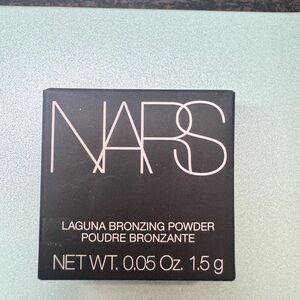 NARS
LAGUNA BRONZING POWDER
POUDRE BRONZANTE
NET WT. 0.05 Oz. 1.5 g